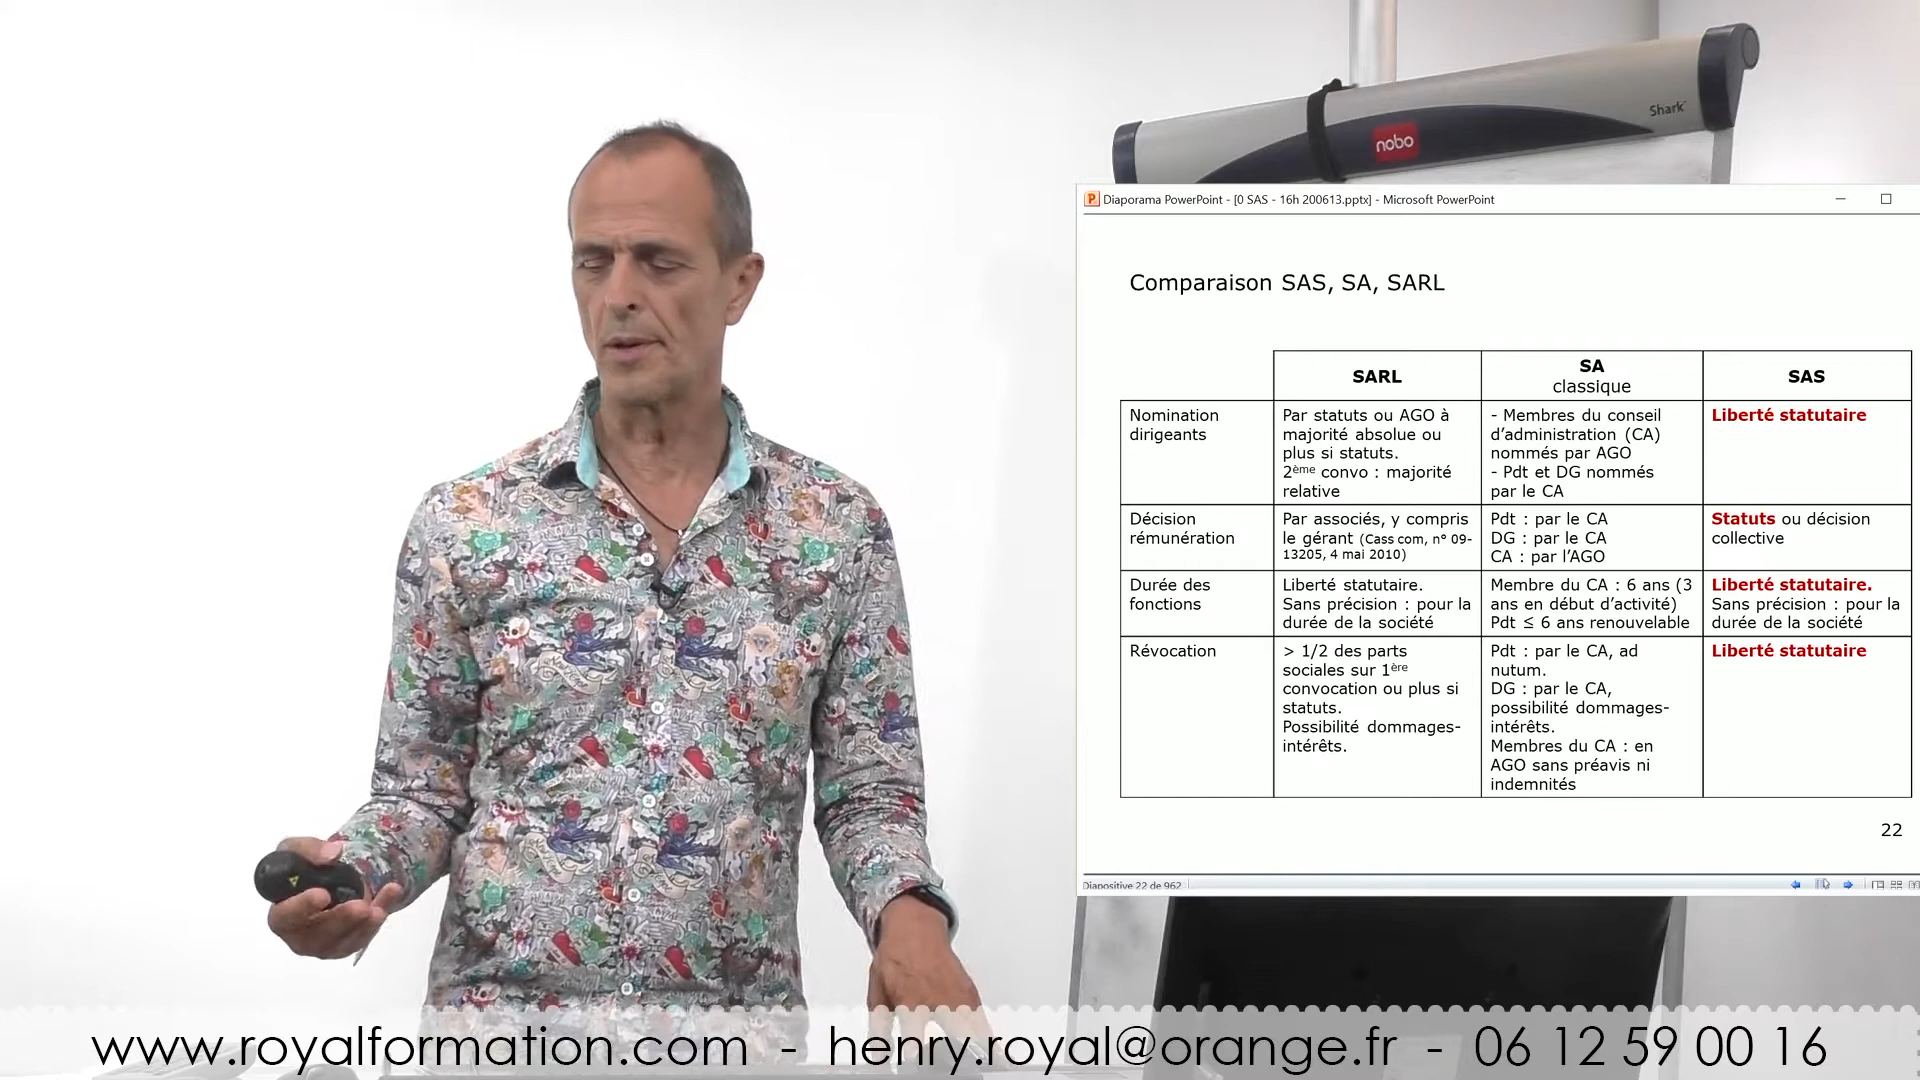 Shark
nobo
Diaporama PowerPoint - [0 SAS - 16h 200613.pptx] - Microsoft PowerPoint
Comparaison SAS, SA, SARL
SARL
SA
classique
SAS
Nomination
dirigeants
Par statuts ou AGO à
majorité absolue ou
plus si statuts.
2ème convo : majorité
relative
- Membres du conseil
d’administration (CA)
nommés par AGO
- Pdt et DG nommés
par le CA
Liberté statutaire
Décision
rémunération
Par associés, y compris
le gérant (Cass com, n° 09-
13205, 4 mai 2010)
Pdt : par le CA
DG : par le CA
CA : par l’AGO
Statuts ou décision
collective
Durée des
fonctions
Liberté statutaire.
Sans précision : pour la
durée de la société
Membre du CA : 6 ans (3
ans en début d’activité)
Pdt ≤ 6 ans renouvelable
Liberté statutaire.
Sans précision : pour la
durée de la société
Révocation
> 1/2 des parts
sociales sur 1ère
convocation ou plus si
statuts.
Possibilité dommages-
intérêts.
Pdt : par le CA, ad
nutum.
DG : par le CA,
possibilité dommages-
intérêts.
Membres du CA : en
AGO sans préavis ni
indemnités
Liberté statutaire
22
Diapositive 22 de 962
www.royalformation.com - henry.royal@orange.fr - 06 12 59 00 16